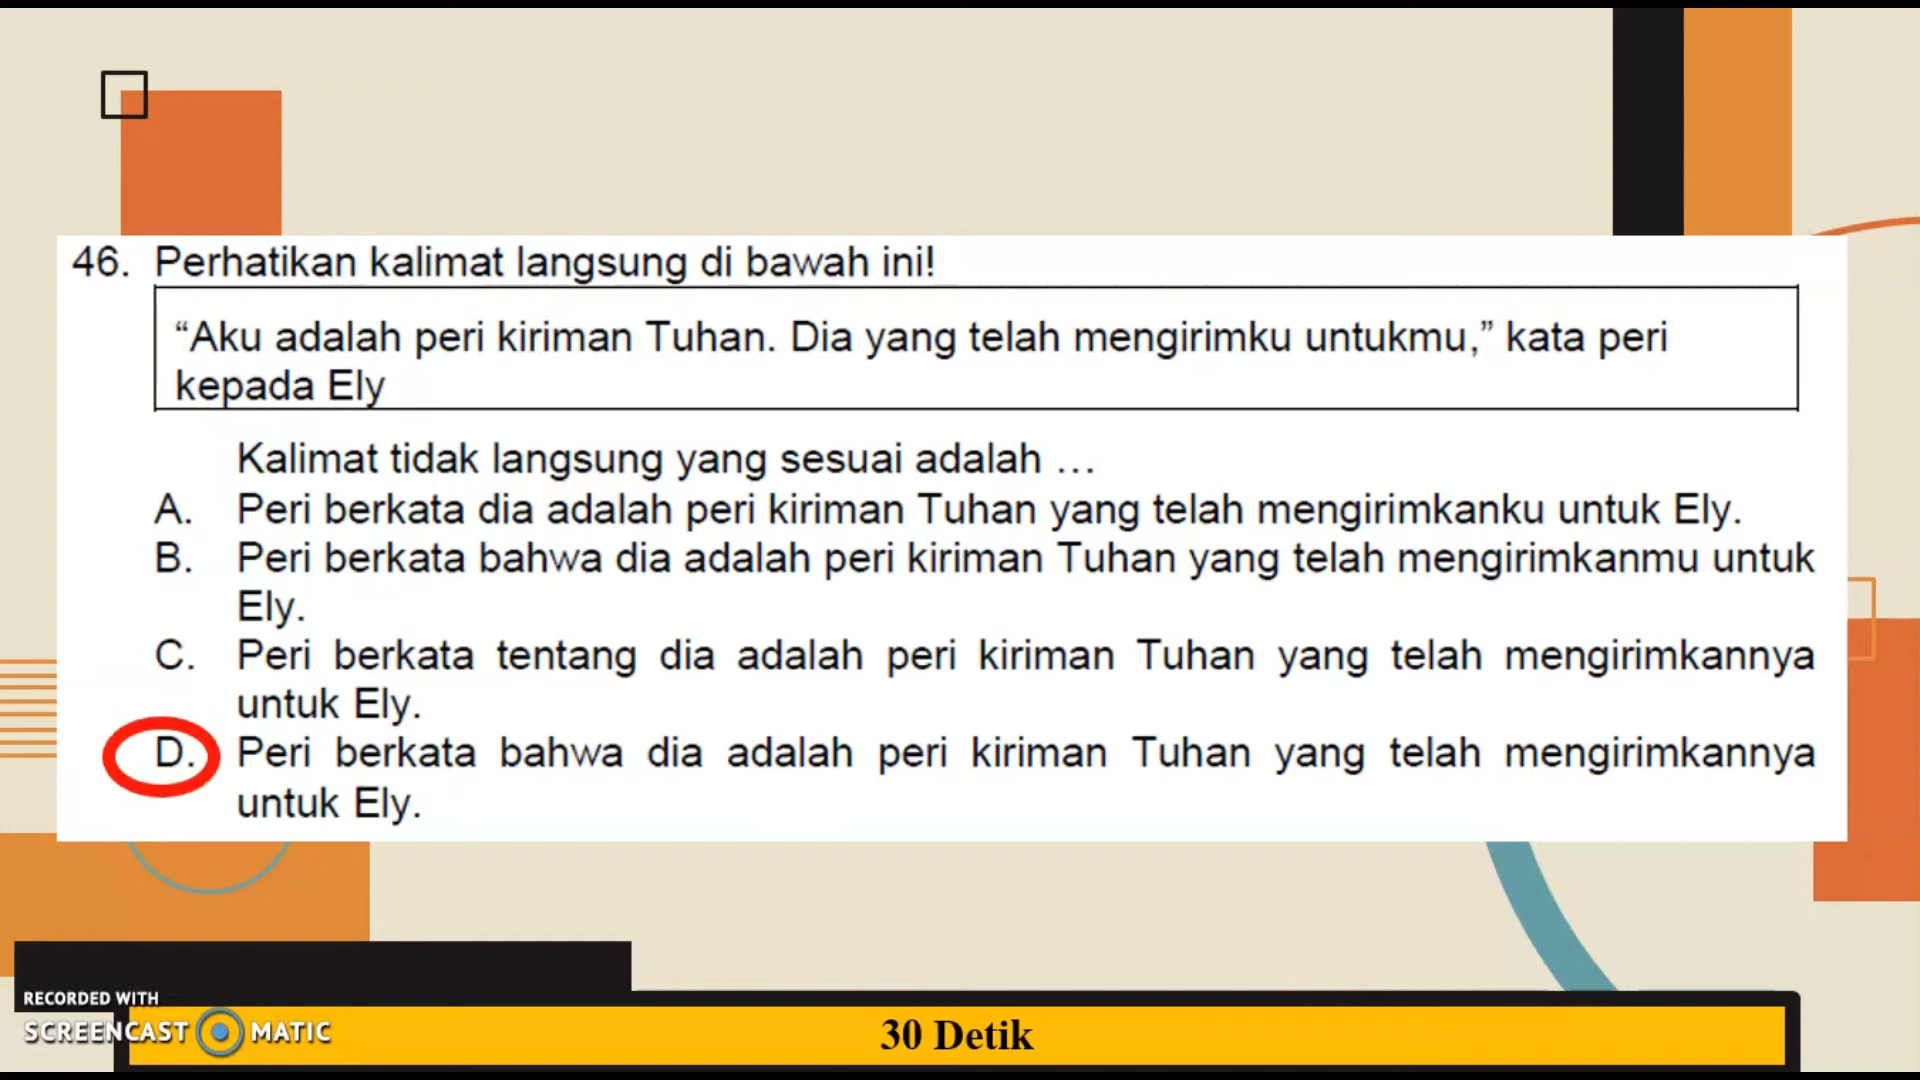 46. Perhatikan kalimat langsung di bawah ini!
“Aku adalah peri kiriman Tuhan. Dia yang telah mengirimku untukmu,” kata peri
kepada Ely
Kalimat tidak langsung yang sesuai adalah …
A. Peri berkata dia adalah peri kiriman Tuhan yang telah mengirimkanku untuk Ely.
B. Peri berkata bahwa dia adalah peri kiriman Tuhan yang telah mengirimkanmu untuk
Ely.
C. Peri berkata tentang dia adalah peri kiriman Tuhan yang telah mengirimkannya
untuk Ely.
D. Peri berkata bahwa dia adalah peri kiriman Tuhan yang telah mengirimkannya
untuk Ely.
RECORDED WITH
SCREENCAST MATIC
30 Detik